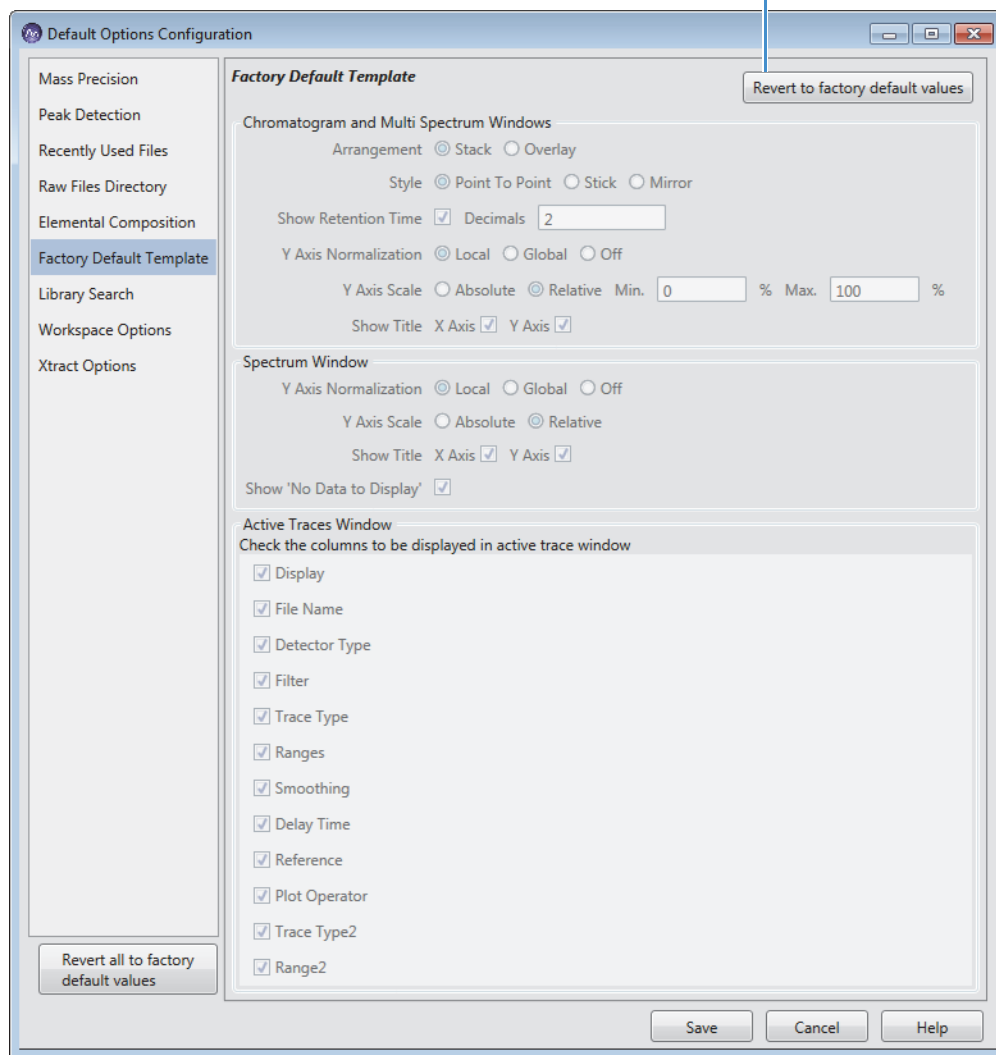 Default Options Configuration
Mass Precision
Peak Detection
Recently Used Files
Raw Files Directory
Elemental Composition
Factory Default Template
Library Search
Workspace Options
Xtract Options
Revert all to factory
default values
Factory Default Template
Revert to factory default values
Chromatogram and Multi Spectrum Windows
Arrangement Stack Overlay
Style Point To Point Stick Mirror
Show Retention Time Decimals 2
Y Axis Normalization Local Global Off
Y Axis Scale Absolute Relative Min. 0 % Max. 100 %
Show Title X Axis Y Axis
Spectrum Window
Y Axis Normalization Local Global Off
Y Axis Scale Absolute Relative
Show Title X Axis Y Axis
Show 'No Data to Display'
Active Traces Window
Check the columns to be displayed in active trace window
Display
File Name
Detector Type
Filter
Trace Type
Ranges
Smoothing
Delay Time
Reference
Plot Operator
Trace Type2
Range2
Save Cancel Help